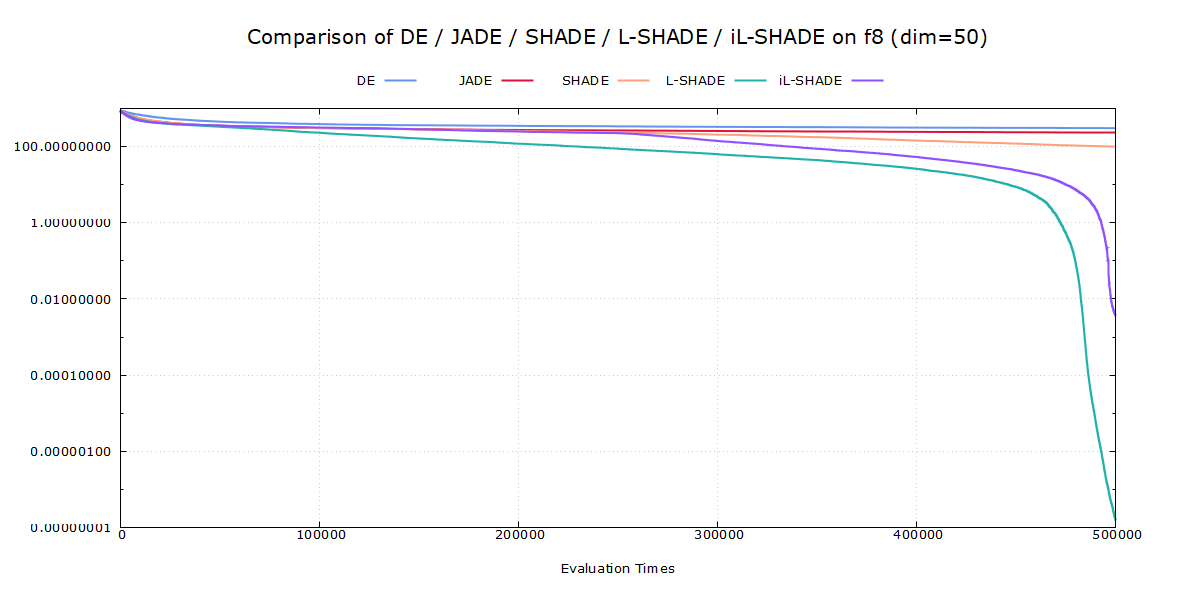 Comparison of DE / JADE / SHADE / L-SHADE / iL-SHADE on f8 (dim=50)
DE JADE SHADE L-SHADE iL-SHADE
100.00000000
1.00000000
0.01000000
0.00010000
0.00000100
0.00000001
0 100000 200000 300000 400000 500000
Evaluation Times